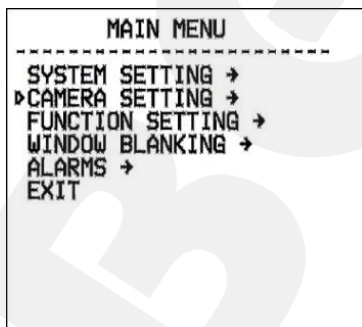 MAIN MENU
SYSTEM SETTING →
CAMERA SETTING →
FUNCTION SETTING →
WINDOW BLANKING →
ALARMS →
EXIT